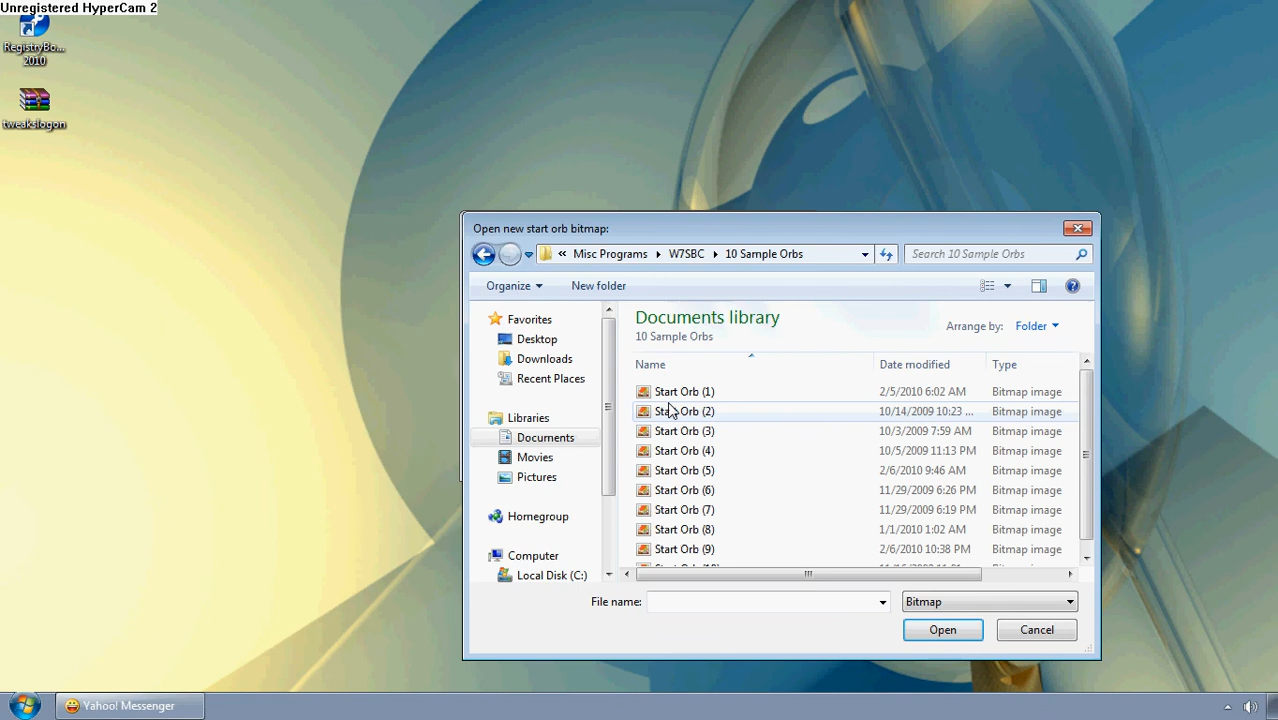 Unregistered HyperCam 2
RegistryBo...
2010
tweakslogon
Open new start orb bitmap:
« Misc Programs W7SBC 10 Sample Orbs
Search 10 Sample Orbs
Organize
New folder
Favorites
Desktop
Downloads
Recent Places
Libraries
Documents
Movies
Pictures
Homegroup
Computer
Local Disk (C:)
Documents library
10 Sample Orbs
Arrange by: Folder
Name Date modified Type
Start Orb (1) 2/5/2010 6:02 AM Bitmap image
Start Orb (2) 10/14/2009 10:23 ... Bitmap image
Start Orb (3) 10/3/2009 7:59 AM Bitmap image
Start Orb (4) 10/5/2009 11:13 PM Bitmap image
Start Orb (5) 2/6/2010 9:46 AM Bitmap image
Start Orb (6) 11/29/2009 6:26 PM Bitmap image
Start Orb (7) 11/29/2009 6:19 PM Bitmap image
Start Orb (8) 1/1/2010 1:02 AM Bitmap image
Start Orb (9) 2/6/2010 10:38 PM Bitmap image
File name:
Bitmap
Open
Cancel
Yahoo! Messenger